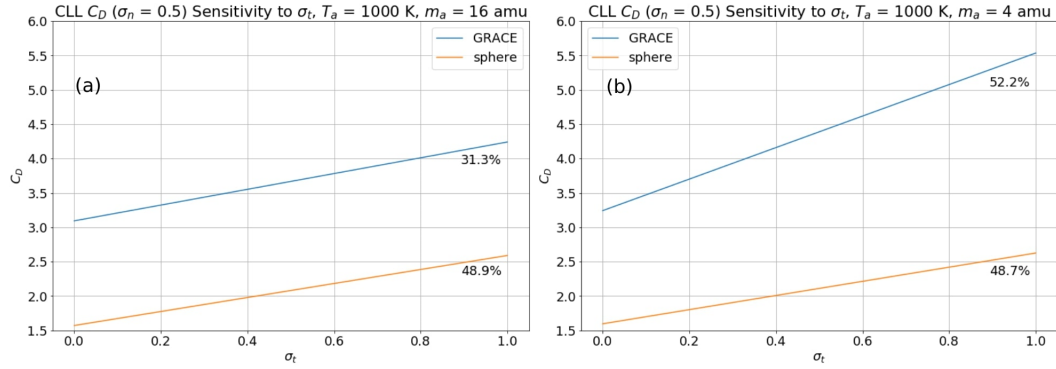 CLL C_D (σ_n = 0.5) Sensitivity to σ_t, T_a = 1000 K, m_a = 16 amu
6.0
5.5
5.0
4.5
4.0
3.5
3.0
2.5
2.0
1.5
C_D
GRACE
sphere
(a)
31.3%
48.9%
0.0 0.2 0.4 0.6 0.8 1.0
σ_t
CLL C_D (σ_n = 0.5) Sensitivity to σ_t, T_a = 1000 K, m_a = 4 amu
6.0
5.5
5.0
4.5
4.0
3.5
3.0
2.5
2.0
1.5
C_D
GRACE
sphere
(b)
52.2%
48.7%
0.0 0.2 0.4 0.6 0.8 1.0
σ_t